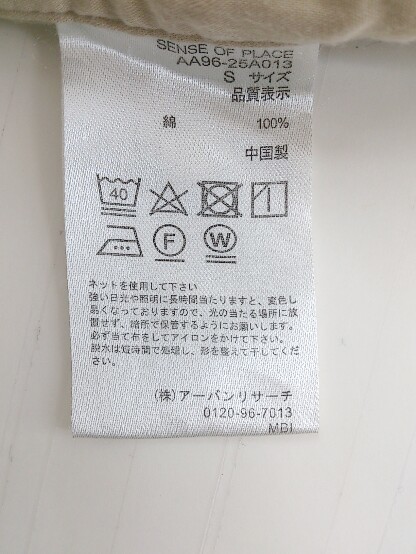 SENSE OF PLACE
AA96-25A013
S サイズ
品質表示
綿 100%
中国製
40
F W
ネットを使用して下さい
強い日光や照明に長時間当たりますと、変色し
易くなっておりますので、光の当たる場所に放
置せず、暗所で保管するようにお願いします。
必ず当て布をしてアイロンをかけて下さい。
脱水は短時間で処理し、形を整えて干してくだ
さい。
(株)アーバンリサーチ
0120-96-7013
MBI